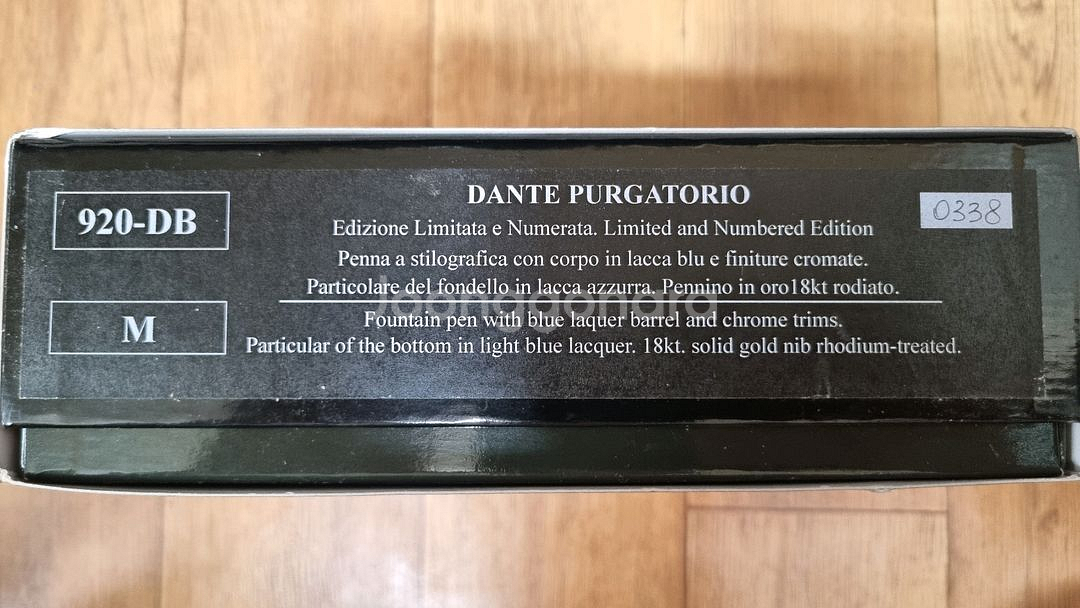 DANTE PURGATORIO
920-DB
0338
Edizione Limitata e Numerata. Limited and Numbered Edition
Penna a stilografica con corpo in lacca blu e finiture cromate.
Particolare del fondello in lacca azzurra. Pennino in oro18kt rodiato.
Joonggonara
M
Fountain pen with blue laquer barrel and chrome trims.
Particular of the bottom in light blue lacquer. 18kt. solid gold nib rhodium-treated.